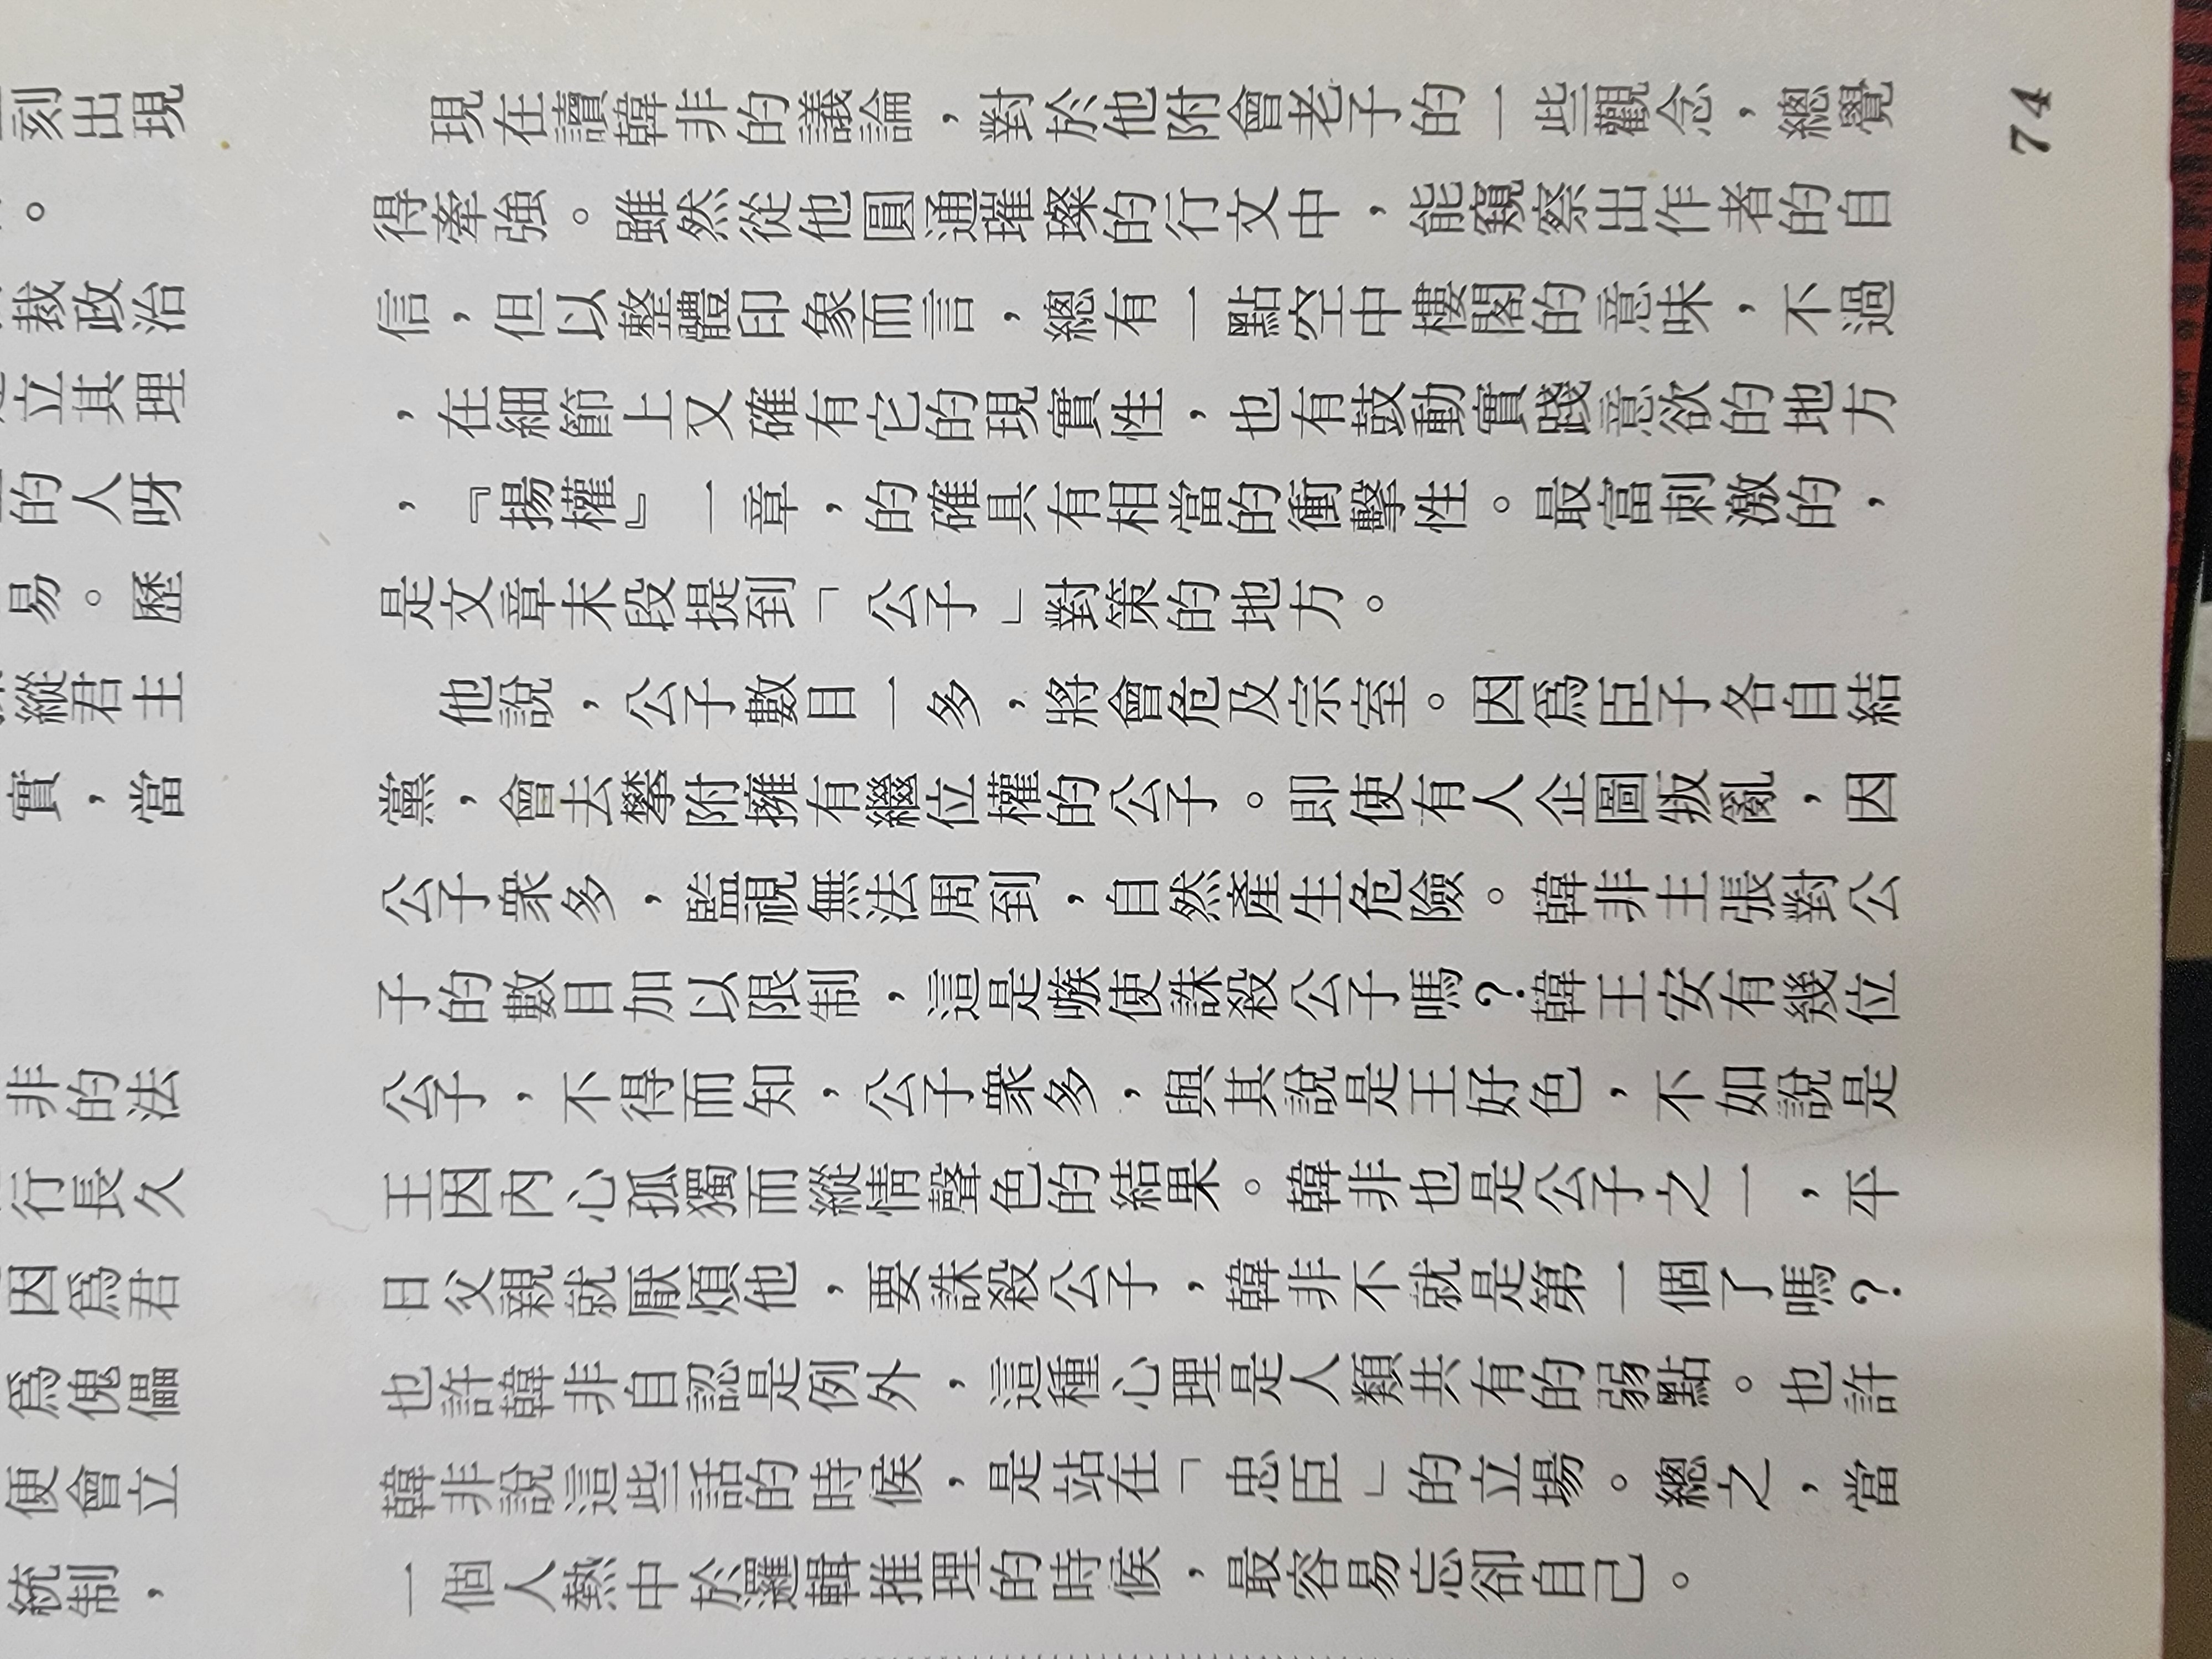 刻出現
。
裁政治
立其理
的人呀
易。歷
縱君主
實，當
非的法
行長久
因爲君
爲傀儡
便會立
統制，
現在讀韓非的議論，對於他附會老子的一些觀念，總覺
得牽強。雖然從他圓通璀璨的行文中，能窺察出作者的自
信，但以整體印象而言，總有一點空中樓閣的意味，不過
，在細節上又確有它的現實性，也有鼓動實踐意欲的地方
，『揚權』一章，的確具有相當的衝擊性。最富刺激的，
是文章末段提到「公子」對策的地方。
他說，公子數目一多，將會危及宗室。因爲臣子各自結
黨，會去攀附擁有繼位權的公子。即使有人企圖叛亂，因
公子衆多，監視無法周到，自然產生危險。韓非主張對公
子的數目加以限制，這是嗾使誅殺公子嗎？韓王安有幾位
公子，不得而知，公子衆多，與其說是王好色，不如說是
王因內心孤獨而縱情聲色的結果。韓非也是公子之一，平
日父親就厭煩他，要誅殺公子，韓非不就是第一個了嗎？
也許韓非自認是例外，這種心理是人類共有的弱點。也許
韓非說這些話的時候，是站在「忠臣」的立場。總之，當
一個人熱中於邏輯推理的時候，最容易忘卻自己。
74